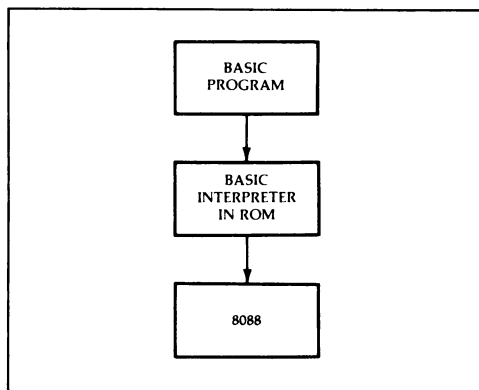 BASIC
PROGRAM
BASIC
INTERPRETER
IN ROM
8088